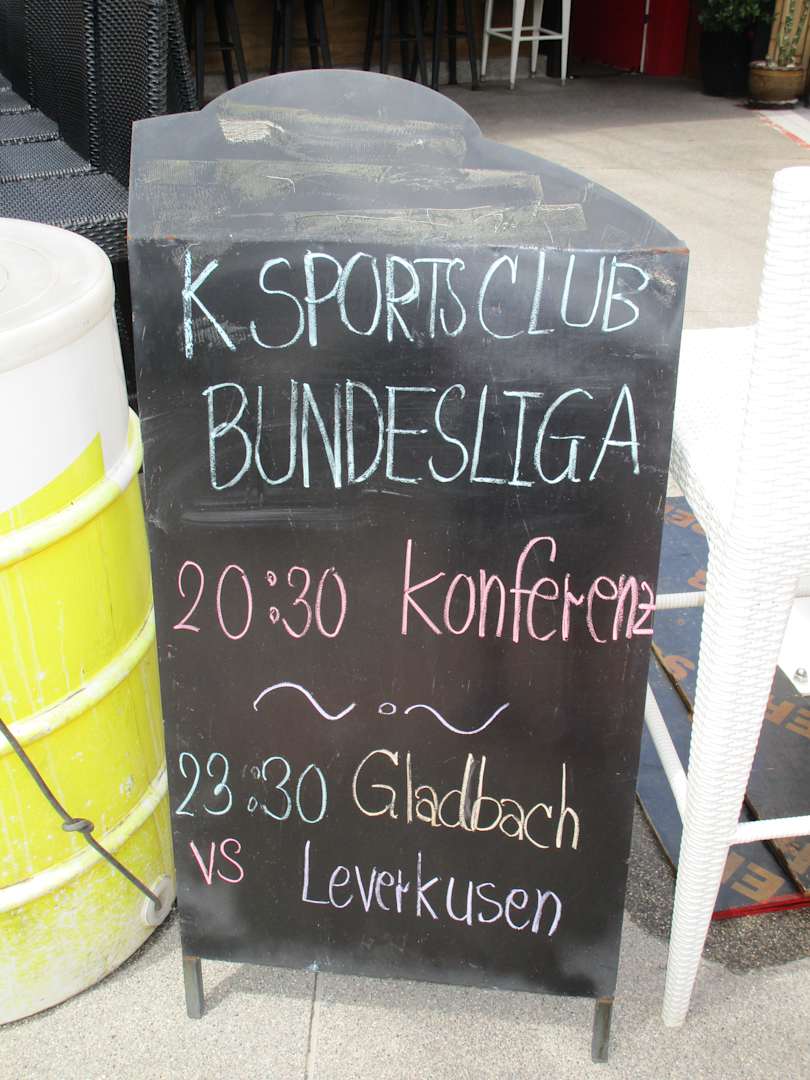 K SPORTS CLUB
BUNDESLIGA
20:30 Konferenz
23:30 Gladbach
vs Leverkusen